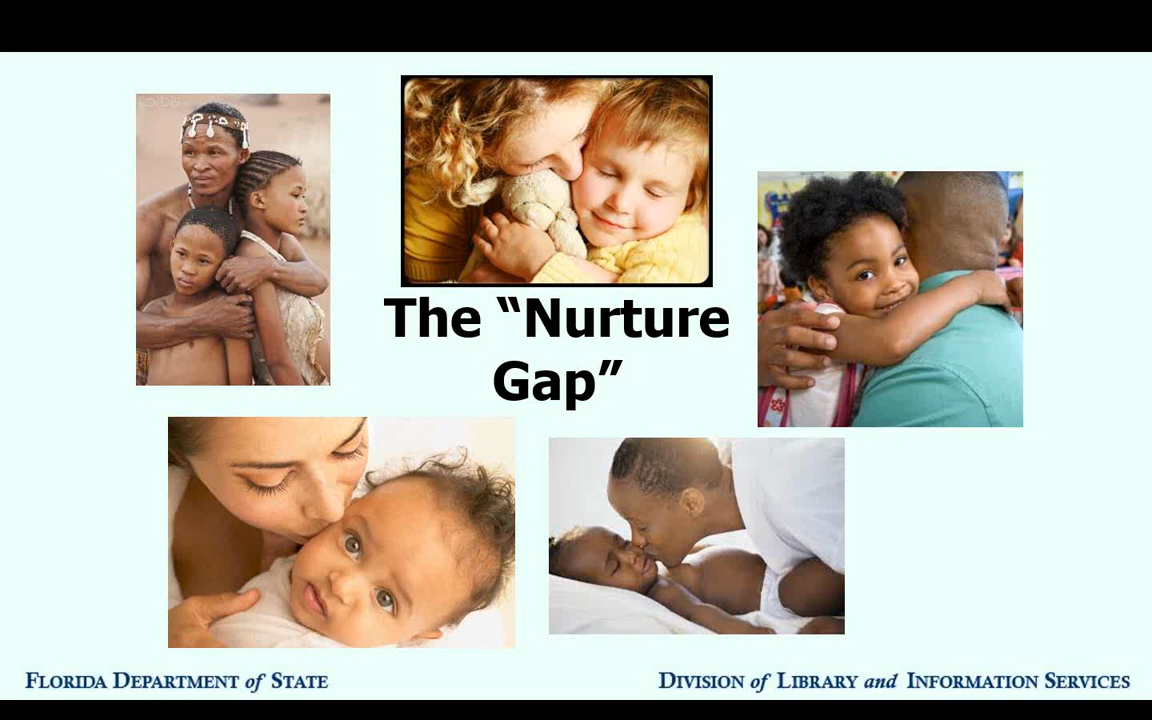 The “Nurture
Gap”
Florida Department of State
Division of Library and Information Services